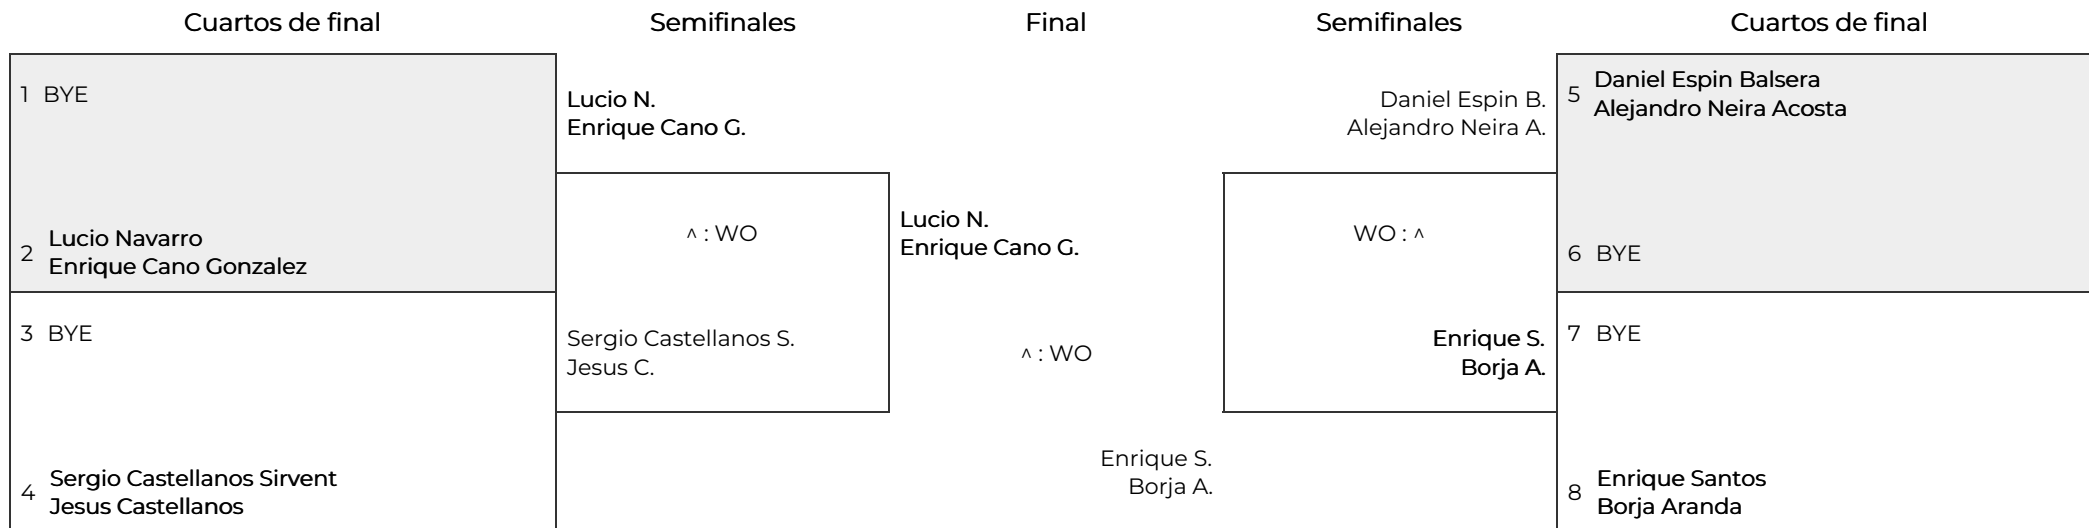 Cuartos de final
Semifinales
Final
Semifinales
Cuartos de final
1 BYE
2 Lucio Navarro
Enrique Cano Gonzalez
3 BYE
4 Sergio Castellanos Sirvent
Jesus Castellanos
Lucio N.
Enrique Cano G.
^ : WO
Sergio Castellanos S.
Jesus C.
Lucio N.
Enrique Cano G.
^ : WO
Enrique S.
Borja A.
Daniel Espin B.
Alejandro Neira A.
WO : ^
Enrique S.
Borja A.
5 Daniel Espin Balsera
Alejandro Neira Acosta
6 BYE
7 BYE
8 Enrique Santos
Borja Aranda